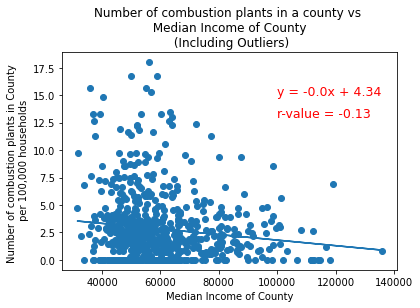 Number of combustion plants in a county vs
Median Income of County
(Including Outliers)
Number of combustion plants in County
per 100,000 households
17.5
15.0
12.5
10.0
7.5
5.0
2.5
0.0
y = -0.0x + 4.34
r-value = -0.13
40000 60000 80000 100000 120000 140000
Median Income of County